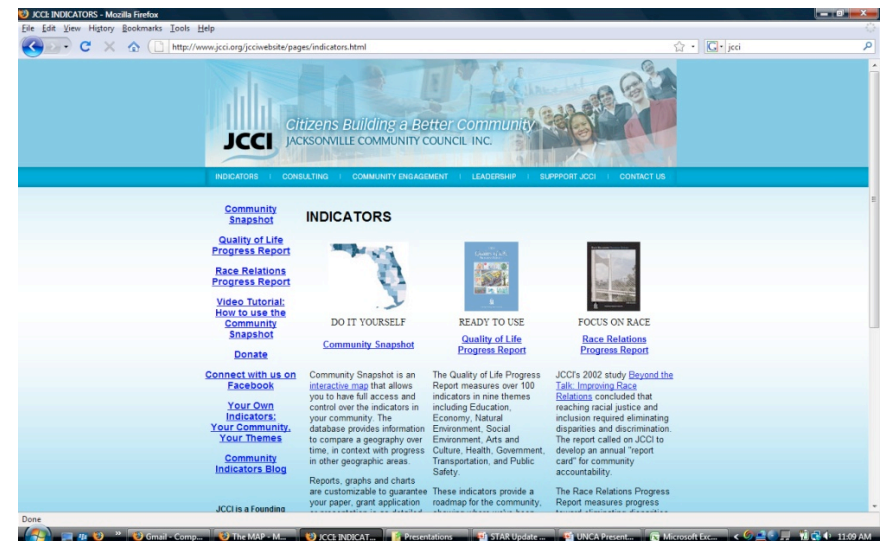 JCCI: INDICATORS - Mozilla Firefox
File Edit View History Bookmarks Tools Help
http://www.jcci.org/jcciwebsite/pages/indicators.html
jcci
Citizens Building a Better Community
JCCI JACKSONVILLE COMMUNITY COUNCIL INC.
INDICATORS | CONSULTING | COMMUNITY ENGAGEMENT | LEADERSHIP | SUPPPORT JCCI | CONTACT US
Community
Snapshot
Quality of Life
Progress Report
Race Relations
Progress Report
Video Tutorial:
How to use the
Community
Snapshot
Donate
Connect with us on
Facebook
Your Own
Indicators:
Your Community,
Your Themes
Community
Indicators Blog
JCCI is a Founding
INDICATORS
DO IT YOURSELF
Community Snapshot
Community Snapshot is an
interactive map that allows
you to have full access and
control over the indicators in
your community. The
database provides information
to compare a geography over
time, in context with progress
in other geographic areas.
Reports, graphs and charts
are customizable to guarantee
your paper, grant application
READY TO USE
Quality of Life
Progress Report
The Quality of Life Progress
Report measures over 100
indicators in nine themes
including Education,
Economy, Natural
Environment, Social
Environment, Arts and
Culture, Health, Government,
Transportation, and Public
Safety.
These indicators provide a
roadmap for the community,
FOCUS ON RACE
Race Relations
Progress Report
JCCI's 2002 study Beyond the
Talk: Improving Race
Relations concluded that
reaching racial justice and
inclusion required eliminating
disparities and discrimination.
The report called on JCCI to
develop an annual "report
card" for community
accountability.
The Race Relations Progress
Report measures progress
Done
Gmail - Comp... The MAP - M... JCCI: INDICAT... Presentations STAR Update ... UNCA Present... Microsoft Exc... 11:09 AM